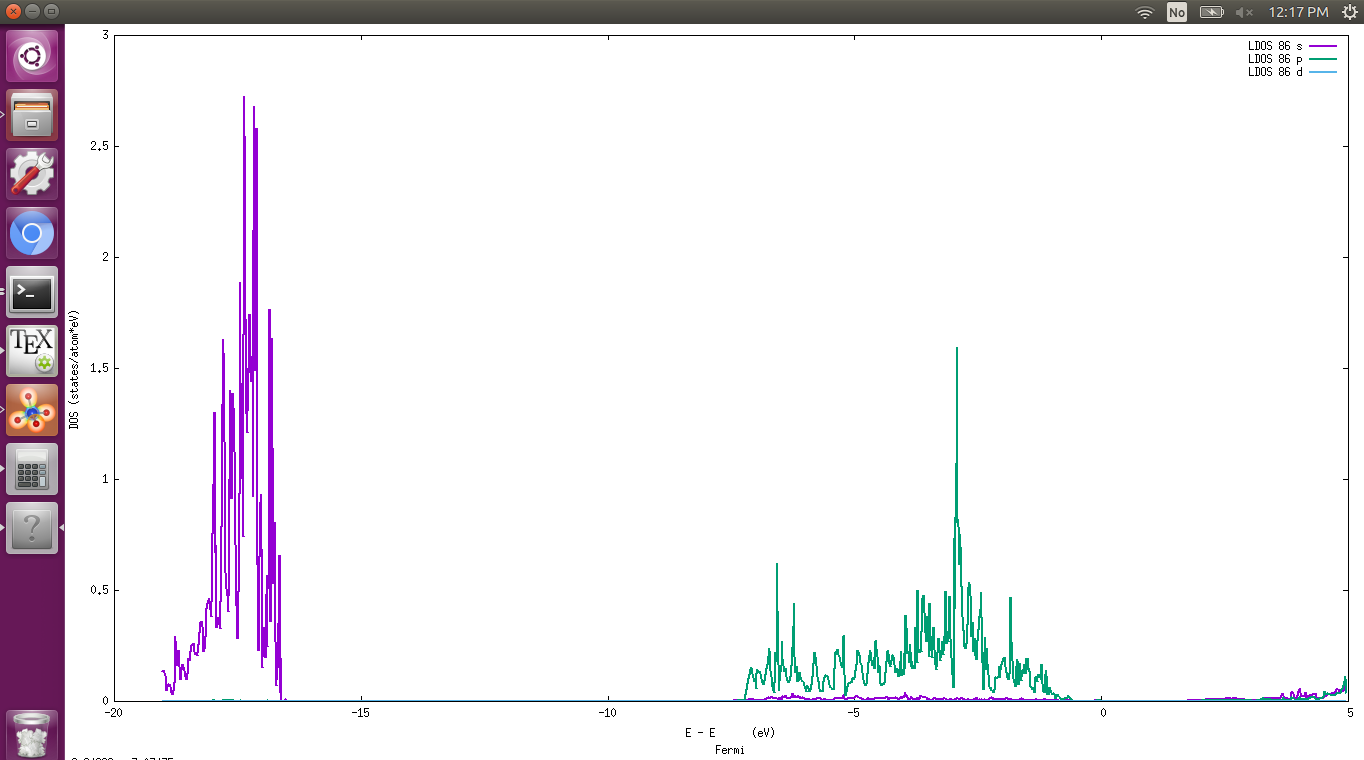 No 12:17 PM
3
LDOS 86 s
LDOS 86 p
LDOS 86 d
2.5
2
TEX
1.5
DOS (states/atom*eV)
1
0.5
0
-20 -15 -10 -5 0 5
E - E (eV)
Fermi